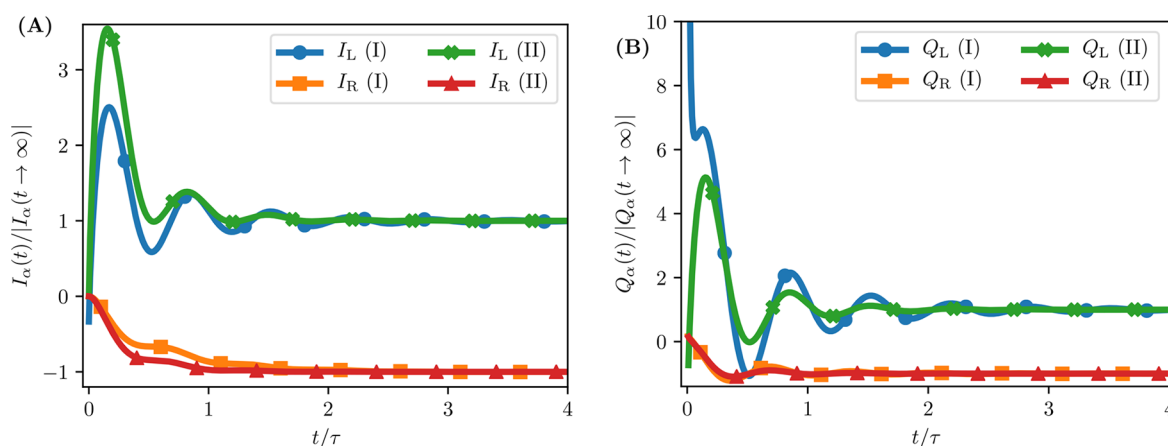 (A)
I_L (I)
I_L (II)
I_R (I)
I_R (II)
I_α(t)/|I_α(t → ∞)|
3
2
1
0
−1
0
1
2
3
4
t/τ
(B)
Q_L (I)
Q_L (II)
Q_R (I)
Q_R (II)
Q_α(t)/|Q_α(t → ∞)|
10
8
6
4
2
0
0
1
2
3
4
t/τ